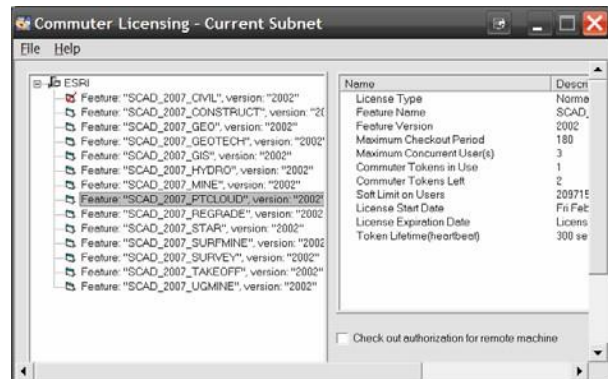 Commuter Licensing - Current Subnet
File Help
ESRI
Feature: "SCAD_2007_CIVIL", version: "2002"
Feature: "SCAD_2007_CONSTRUCT", version: "20
Feature: "SCAD_2007_GEO", version: "2002"
Feature: "SCAD_2007_GEOTECH", version: "2002"
Feature: "SCAD_2007_GIS", version: "2002"
Feature: "SCAD_2007_HYDRO", version: "2002"
Feature: "SCAD_2007_MINE", version: "2002"
Feature: "SCAD_2007_PTCLOUD", version: "2002"
Feature: "SCAD_2007_REGRADE", version: "2002
Feature: "SCAD_2007_STAR", version: "2002"
Feature: "SCAD_2007_SURFMINE", version: "2002
Feature: "SCAD_2007_SURVEY", version: "2002"
Feature: "SCAD_2007_TAKEOFF", version: "2002"
Feature: "SCAD_2007_UGMINE", version: "2002"
Name Descri
License Type Norma
Feature Name SCAD_
Feature Version 2002
Maximum Checkout Period 180
Maximum Concurrent User(s) 3
Commuter Tokens in Use 1
Commuter Tokens Left 2
Soft Limit on Users 209715
License Start Date Fri Feb
License Expiration Date Licens
Token Lifetime(heartbeat) 300 se
Check out authorization for remote machine